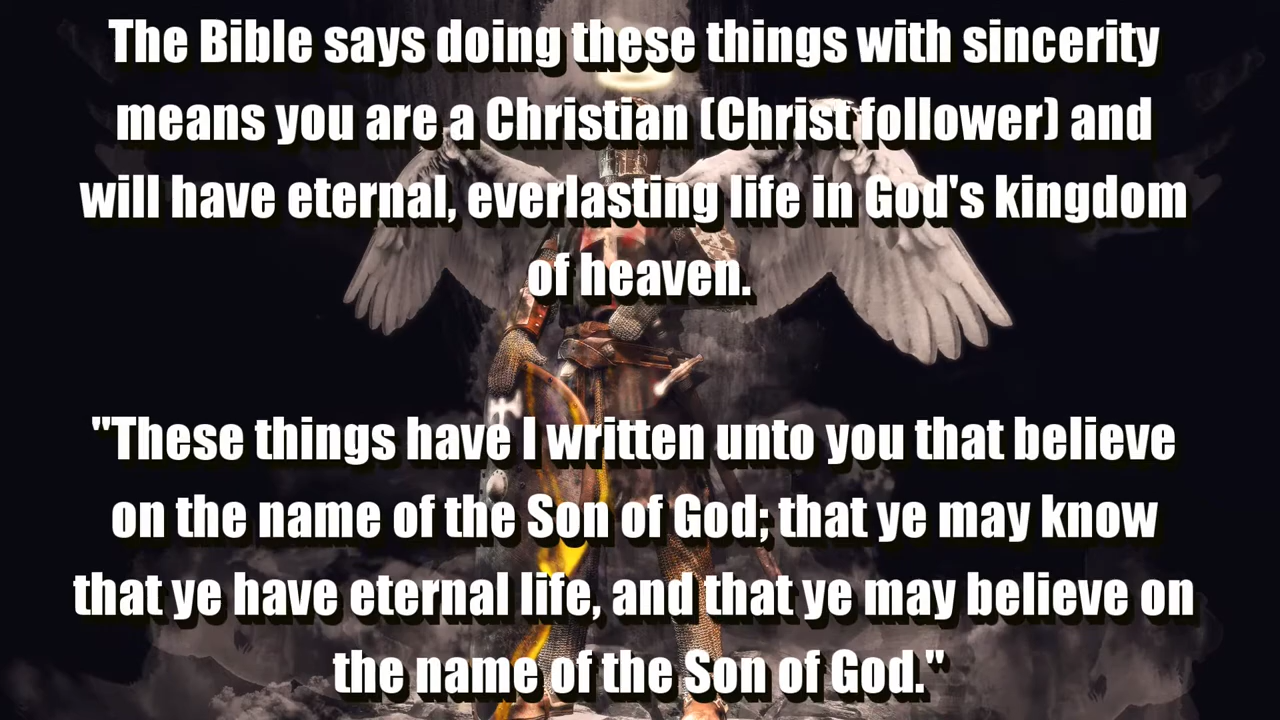 The Bible says doing these things with sincerity
means you are a Christian (Christ follower) and
will have eternal, everlasting life in God's kingdom
of heaven.
"These things have I written unto you that believe
on the name of the Son of God; that ye may know
that ye have eternal life, and that ye may believe on
the name of the Son of God."